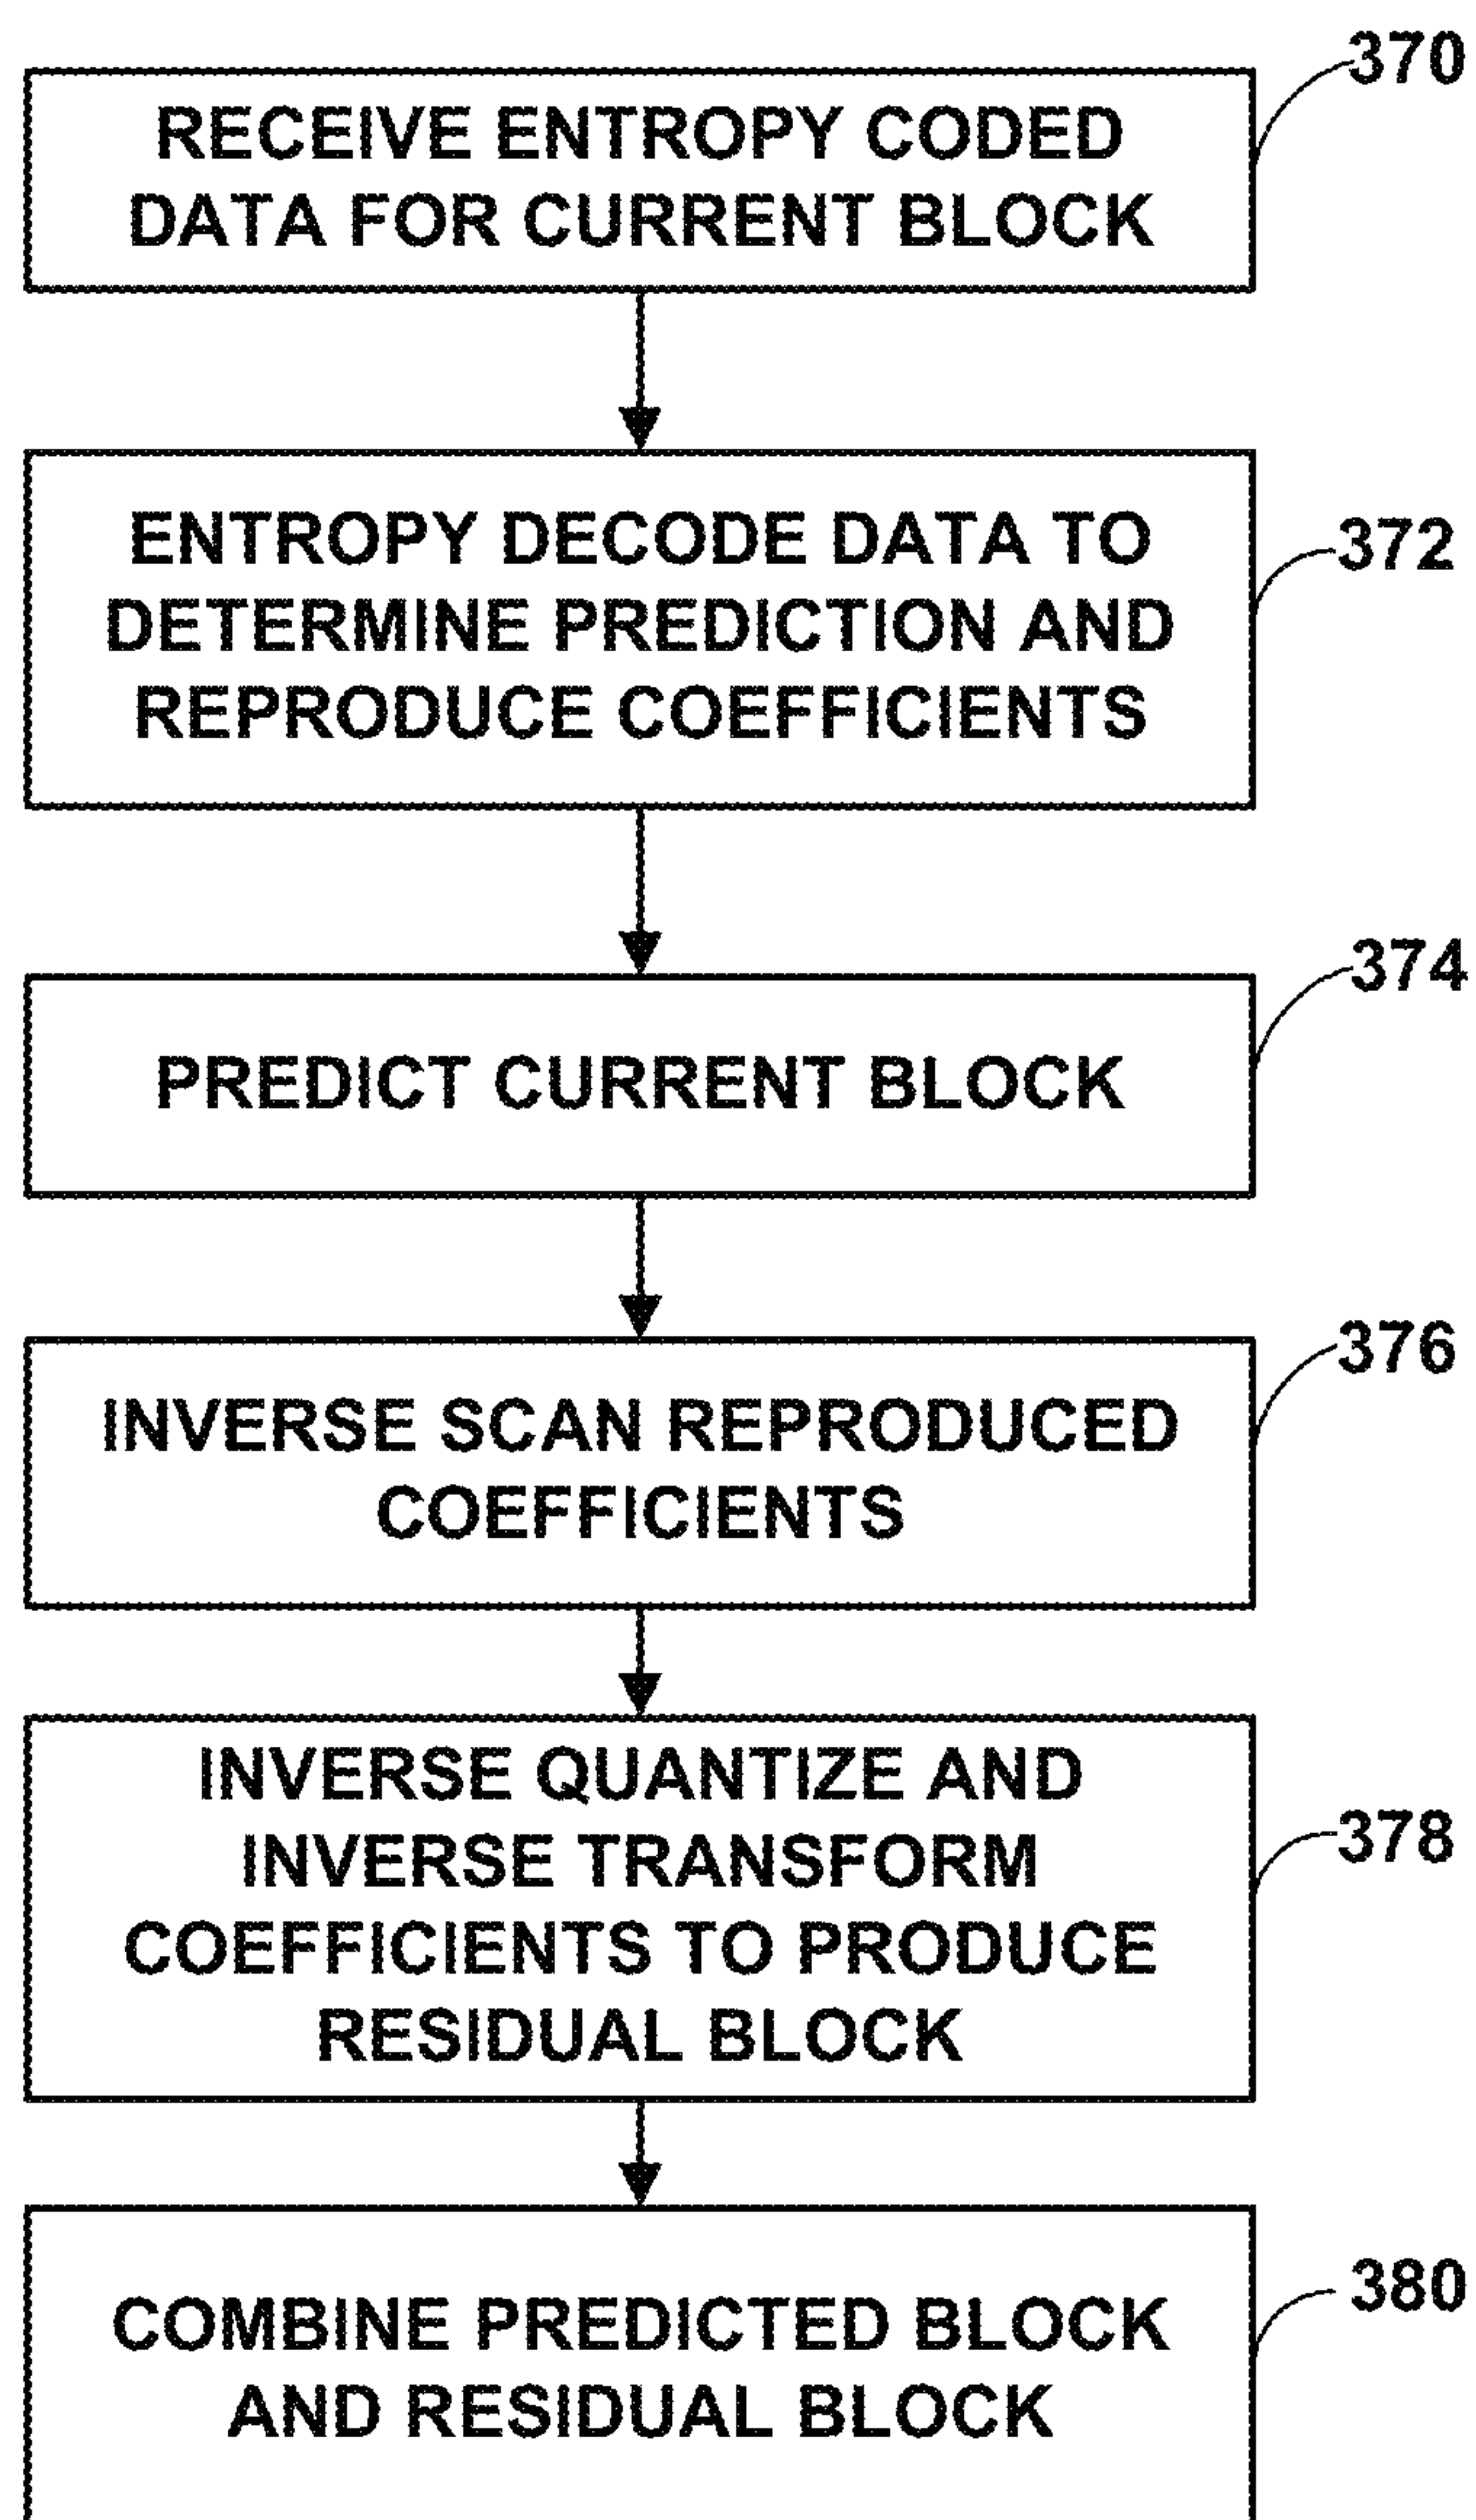 370
RECEIVE ENTROPY CODED
DATA FOR CURRENT BLOCK
372
ENTROPY DECODE DATA TO
DETERMINE PREDICTION AND
REPRODUCE COEFFICIENTS
374
PREDICT CURRENT BLOCK
376
INVERSE SCAN REPRODUCED
COEFFICIENTS
378
INVERSE QUANTIZE AND
INVERSE TRANSFORM
COEFFICIENTS TO PRODUCE
RESIDUAL BLOCK
380
COMBINE PREDICTED BLOCK
AND RESIDUAL BLOCK